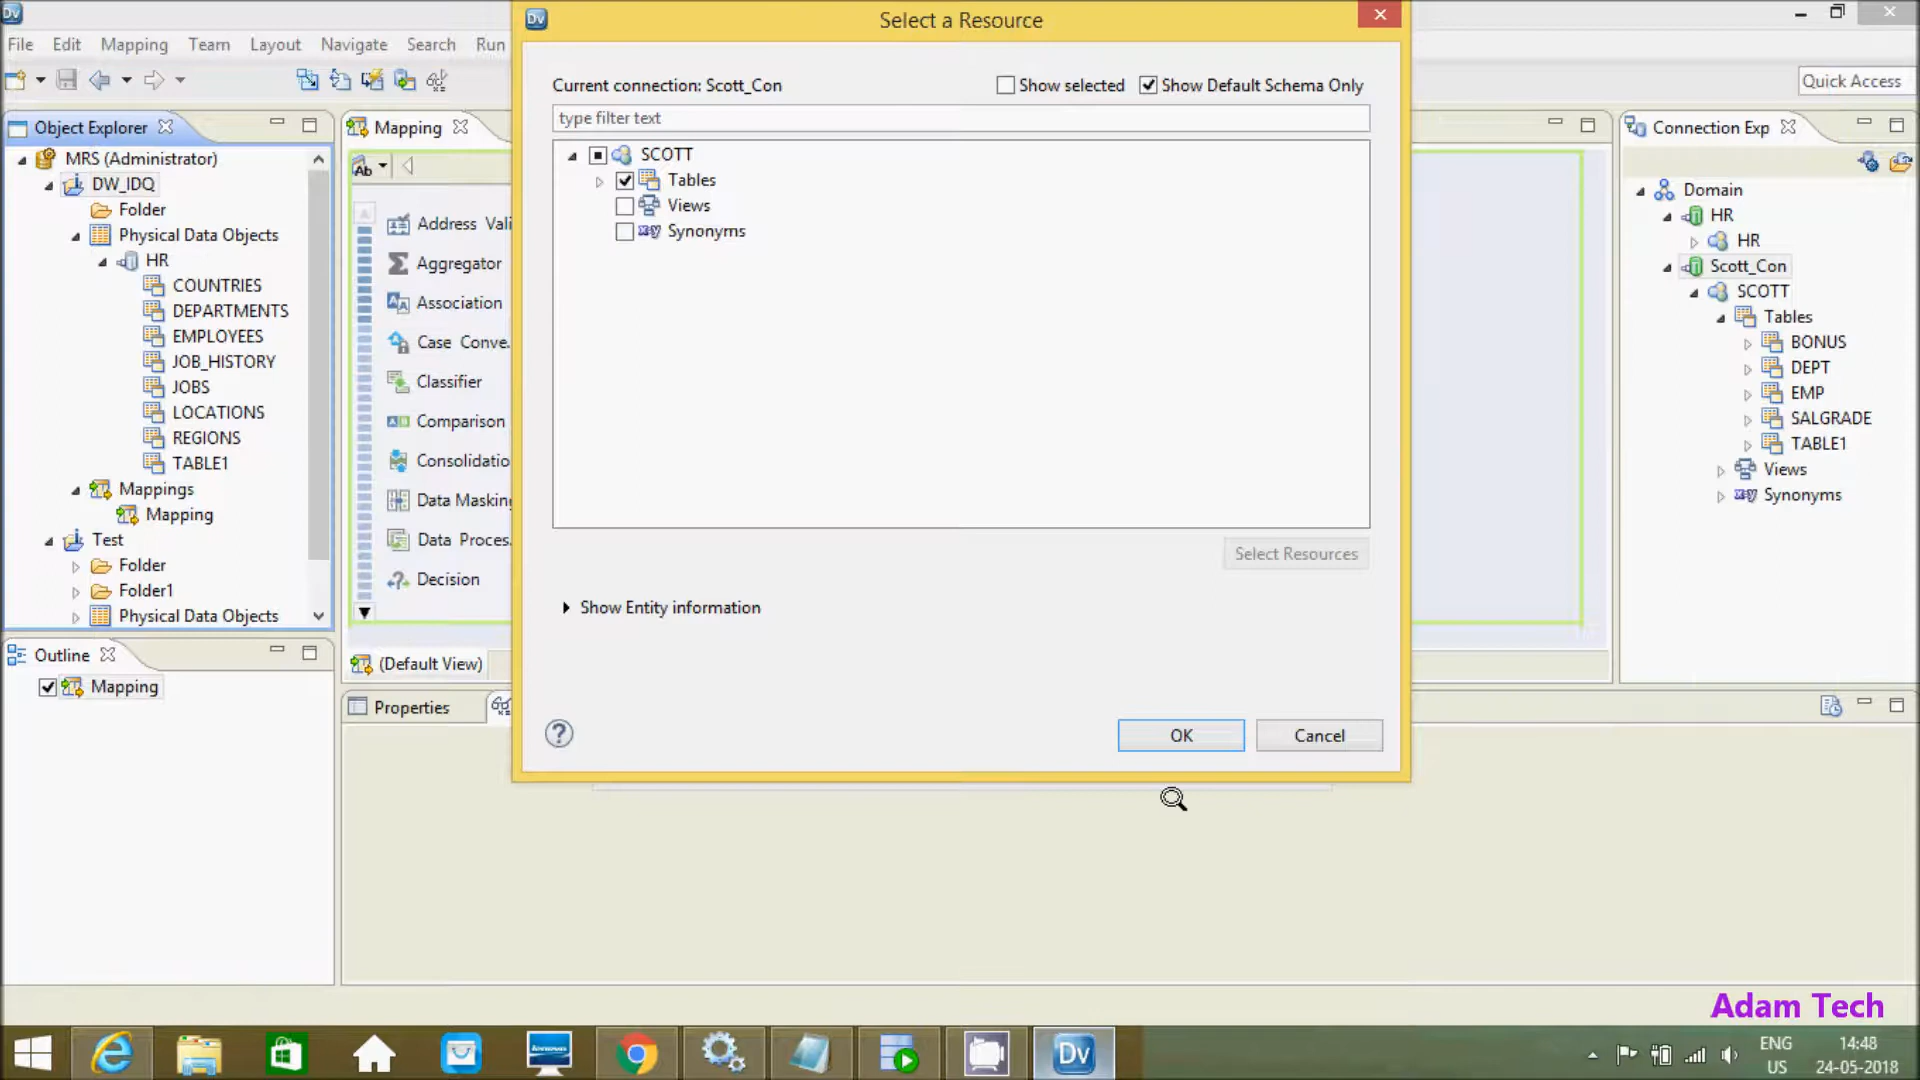 Dv
Select a Resource
File Edit Mapping Team Layout Navigate Search Run
Quick Access
Current connection: Scott_Con
Show selected
Show Default Schema Only
type filter text
SCOTT
Tables
Views
Synonyms
Select Resources
Show Entity information
OK
Cancel
Object Explorer
MRS (Administrator)
DW_IDQ
Folder
Physical Data Objects
HR
COUNTRIES
DEPARTMENTS
EMPLOYEES
JOB_HISTORY
JOBS
LOCATIONS
REGIONS
TABLE1
Mappings
Mapping
Test
Folder
Folder1
Physical Data Objects
Outline
Mapping
Mapping
Ab
Address Vali
Aggregator
Association
Case Conve.
Classifier
Comparison
Consolidatio
Data Masking
Data Proces.
Decision
(Default View)
Properties
Connection Exp
Domain
HR
HR
Scott_Con
SCOTT
Tables
BONUS
DEPT
EMP
SALGRADE
TABLE1
Views
Synonyms
Adam Tech
Dv
ENG
US
14:48
24-05-2018